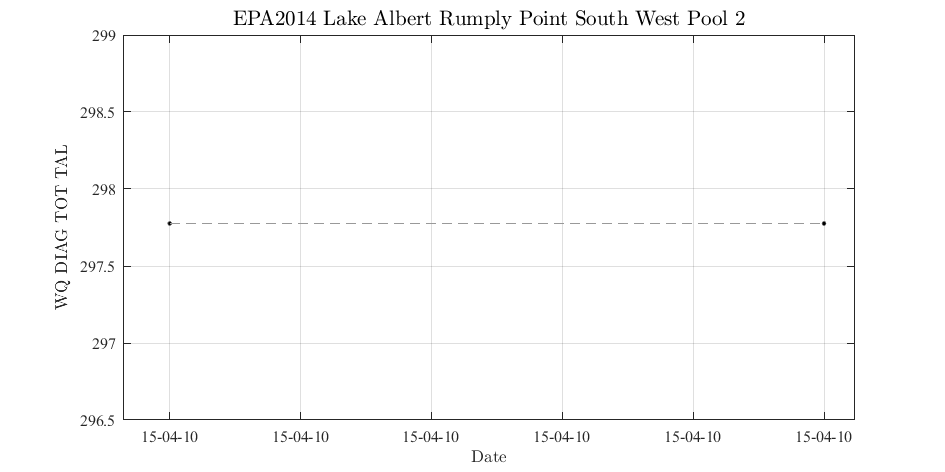 EPA2014 Lake Albert Rumply Point South West Pool 2
299
298.5
298
297.5
297
296.5
WQ DIAG TOT TAL
15-04-10 15-04-10 15-04-10 15-04-10 15-04-10 15-04-10
Date